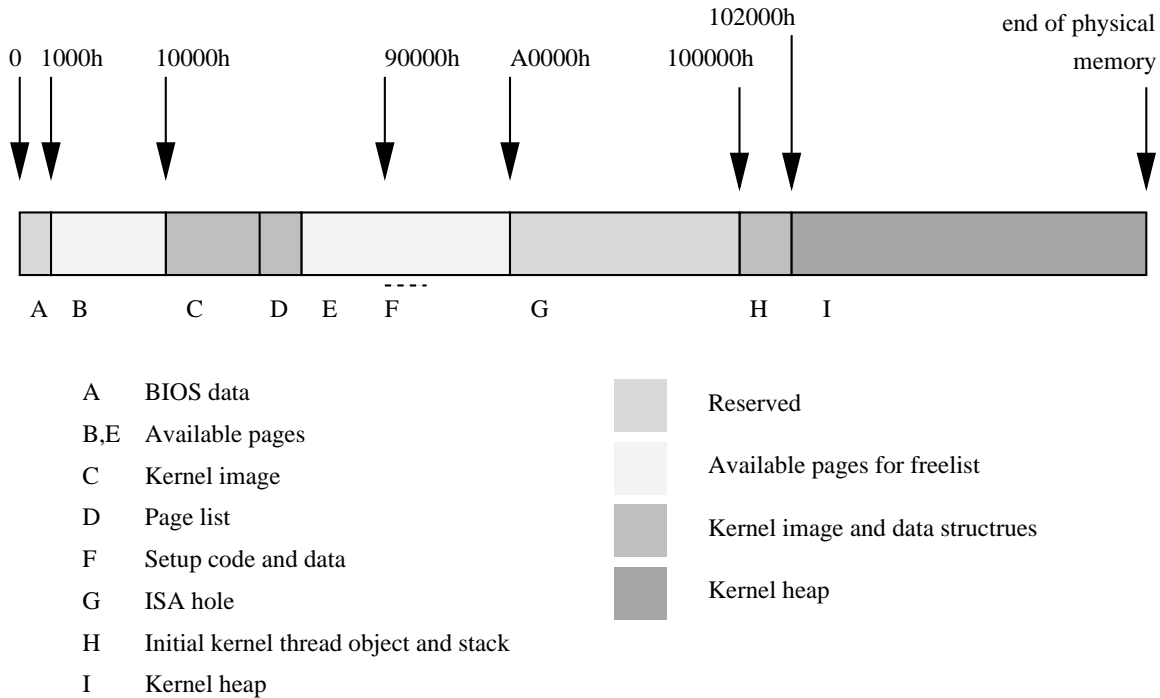 102000h
end of physical
0 1000h 10000h 90000h A0000h 100000h memory
A B C D E F G H I
A BIOS data
B,E Available pages
C Kernel image
D Page list
F Setup code and data
G ISA hole
H Initial kernel thread object and stack
I Kernel heap
Reserved
Available pages for freelist
Kernel image and data structrues
Kernel heap